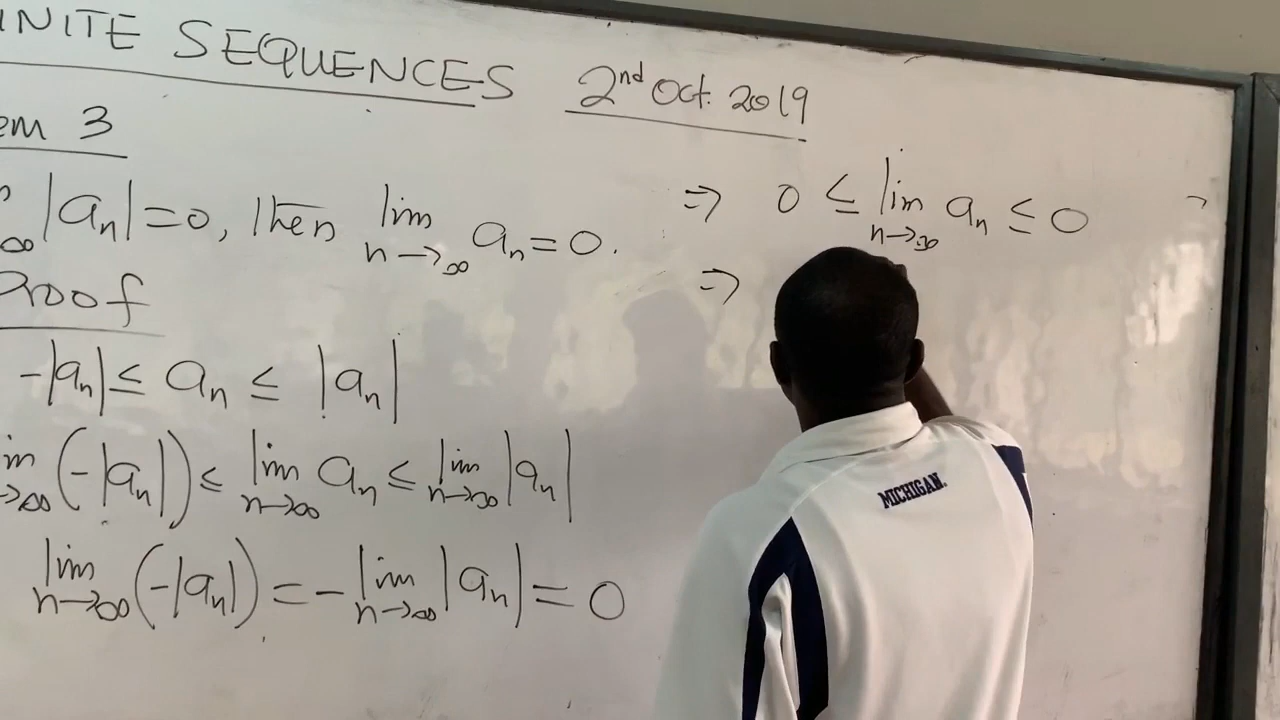 INITE SEQUENCES 2nd Oct. 2019
em 3
∞ |aₙ|=0, then lim n→∞ aₙ=0.
Proof
-|aₙ| ≤ aₙ ≤ |aₙ|
im →∞ (-|aₙ|) ≤ lim n→∞ aₙ ≤ lim n→∞ |aₙ|
lim n→∞ (-|aₙ|) = - lim n→∞ |aₙ| = 0
⇒ 0 ≤ lim n→∞ aₙ ≤ 0
⇒
MICHIGAN.